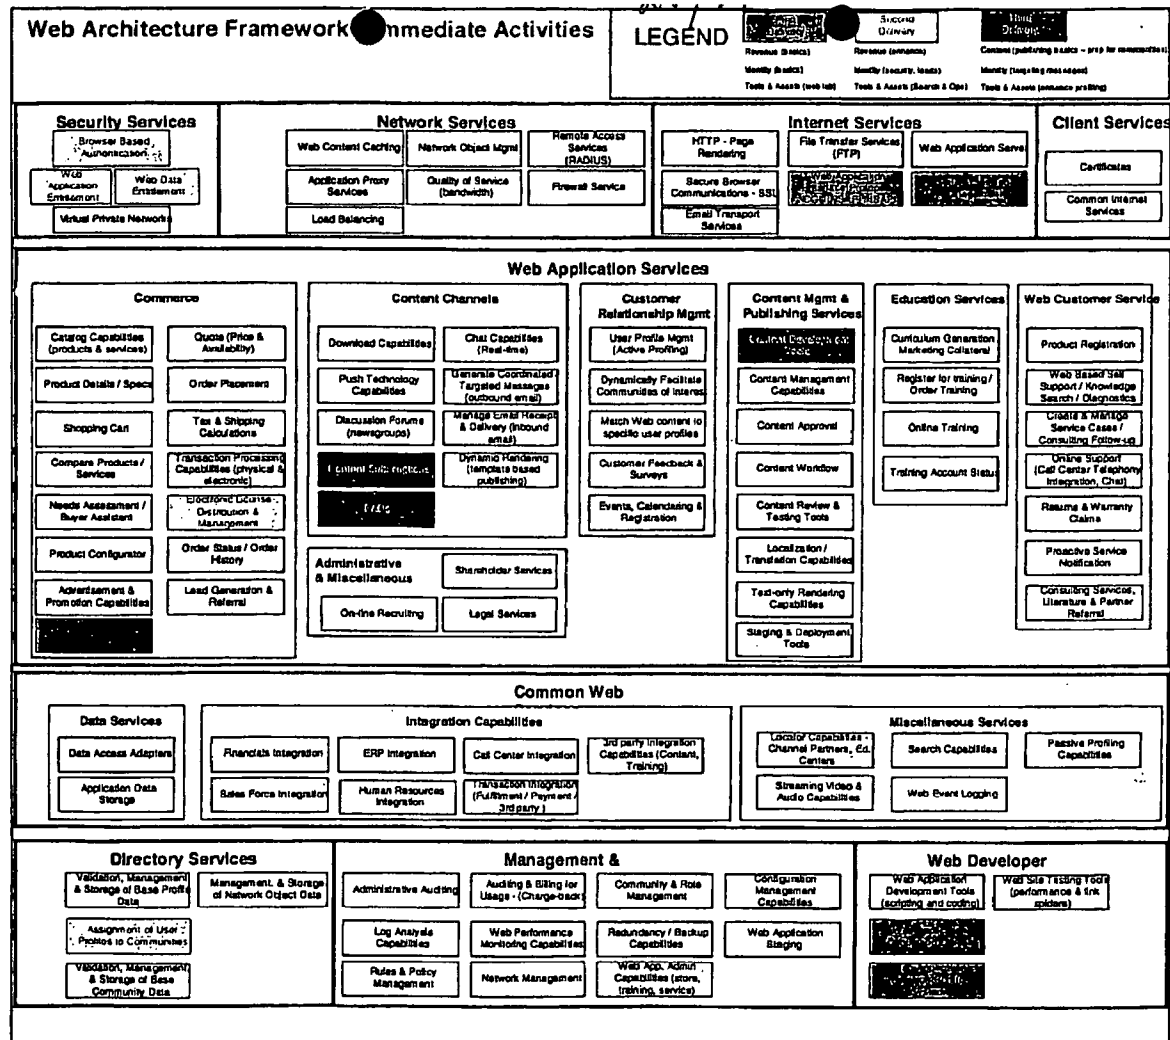 Web Architecture Framework mmediate Activities
LEGEND
Delivery
Second
Delivery
Third
Delivery
Revenue (basics)
Revenue (enhance)
Content (publishing basics - prep for communities)
Identity (basics)
Identity (security, leads)
Identity (targeting messages)
Tools & Assets (web lab)
Tools & Assets (Search & Ops)
Tools & Assets (enhance profiling)
Security Services
Browser Based
Authentication
Web
Application
Entitlement
Web Data
Entitlement
Virtual Private Networks
Network Services
Web Content Caching
Network Object Mgmt
Remote Access
Services
(RADIUS)
Application Proxy
Services
Quality of Service
(bandwidth)
Firewall Service
Load Balancing
Internet Services
HTTP - Page
Rendering
File Transfer Services
(FTP)
Web Application Server
Secure Browser
Communications - SSL
Web Application
Email Transport
Services
Client Services
Certificates
Common Internet
Services
Web Application Services
Commerce
Catalog Capabilities
(products & services)
Quote (Price &
Availability)
Product Details / Specs
Order Placement
Shopping Cart
Tax & Shipping
Calculations
Compare Products /
Services
Transaction Processing
Capabilities (physical &
electronic)
Needs Assessment /
Buyer Assistant
Electronic License
Distribution &
Management
Product Configurator
Order Status / Order
History
Advertisement &
Promotion Capabilities
Lead Generation &
Referral
Content Channels
Download Capabilities
Chat Capabilities
(Real-time)
Push Technology
Capabilities
Generate Coordinated /
Targeted Messages
(outbound email)
Discussion Forums
(newsgroups)
Manage Email Receipt
& Delivery (inbound
email)
Content Subscriptions
Dynamic Rendering
(template based
publishing)
FAQs
Administrative
& Miscellaneous
Shareholder Services
On-line Recruiting
Legal Services
Customer
Relationship Mgmt
User Profile Mgmt
(Active Profiling)
Dynamically Facilitate
Communities of Interest
Match Web content to
specific user profiles
Customer Feedback &
Surveys
Events, Calendaring &
Registration
Content Mgmt &
Publishing Services
Content Development
Tools
Content Management
Capabilities
Content Approval
Content Workflow
Content Review &
Testing Tools
Localization /
Translation Capabilities
Text-only Rendering
Capabilities
Staging & Deployment
Tools
Education Services
Curriculum Generation,
Marketing Collateral
Register for training /
Order Training
Online Training
Training Account Status
Web Customer Service
Product Registration
Web Based Self
Support / Knowledge
Search / Diagnostics
Create & Manage
Service Cases /
Consulting Follow-up
Online Support
(Call Center Telephony
Integration, Chat)
Returns & Warranty
Claims
Proactive Service
Notification
Consulting Services,
Literature & Partner
Referral
Common Web
Data Services
Data Access Adapters
Application Data
Storage
Integration Capabilities
Financials Integration
ERP Integration
Call Center Integration
3rd party Integration
Capabilities (Content,
Training)
Sales Force Integration
Human Resources
Integration
Transaction Integration
(Fulfillment / Payment /
3rd party )
Miscellaneous Services
Locator Capabilities -
Channel Partners, Ed.
Centers
Search Capabilities
Passive Profiling
Capabilities
Streaming Video &
Audio Capabilities
Web Event Logging
Directory Services
Validation, Management
& Storage of Base Profile
Data
Management. & Storage
of Network Object Data
Assignment of User
Profiles to Communities
Validation, Management
& Storage of Base
Community Data
Management &
Administrative Auditing
Auditing & Billing for
Usage - (Charge-back)
Community & Role
Management
Configuration
Management
Capabilities
Log Analysis
Capabilities
Web Performance
Monitoring Capabilities
Redundancy / Backup
Capabilities
Web Application
Staging
Rules & Policy
Management
Network Management
Web App. Admin
Capabilities (store,
training, service)
Web Developer
Web Application
Development Tools
(scripting and coding)
Web Site Testing Tools
(performance & link
spiders)